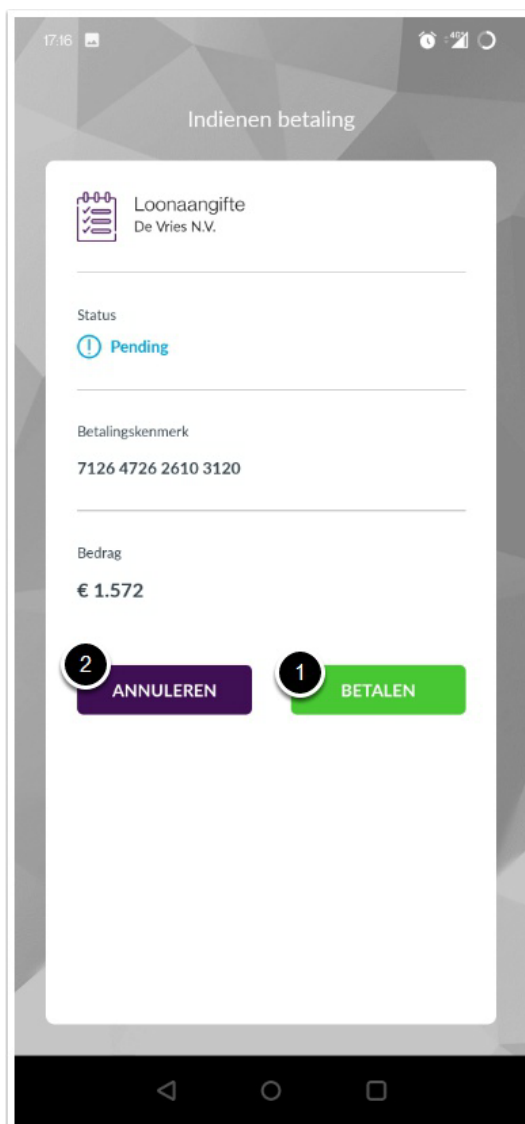 17:16
4G
Indienen betaling
Loonaangifte
De Vries N.V.
Status
Pending
Betalingskenmerk
7126 4726 2610 3120
Bedrag
€ 1.572
2
1
ANNULEREN
BETALEN